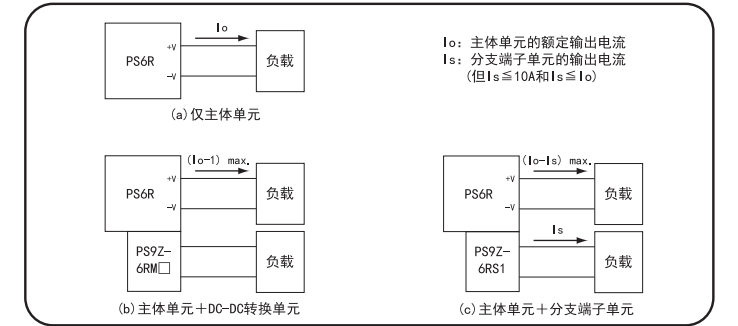 Io
PS6R
+V
-V
负载
(a)仅主体单元
Io：主体单元的额定输出电流
Is：分支端子单元的输出电流
(但Is≦10A和Is≦Io)
(Io-1) max.
PS6R
+V
-V
负载
PS9Z-
6RM□
负载
(b)主体单元＋DC-DC转换单元
(Io-Is) max.
PS6R
+V
-V
负载
Is
PS9Z-
6RS1
负载
(c)主体单元＋分支端子单元